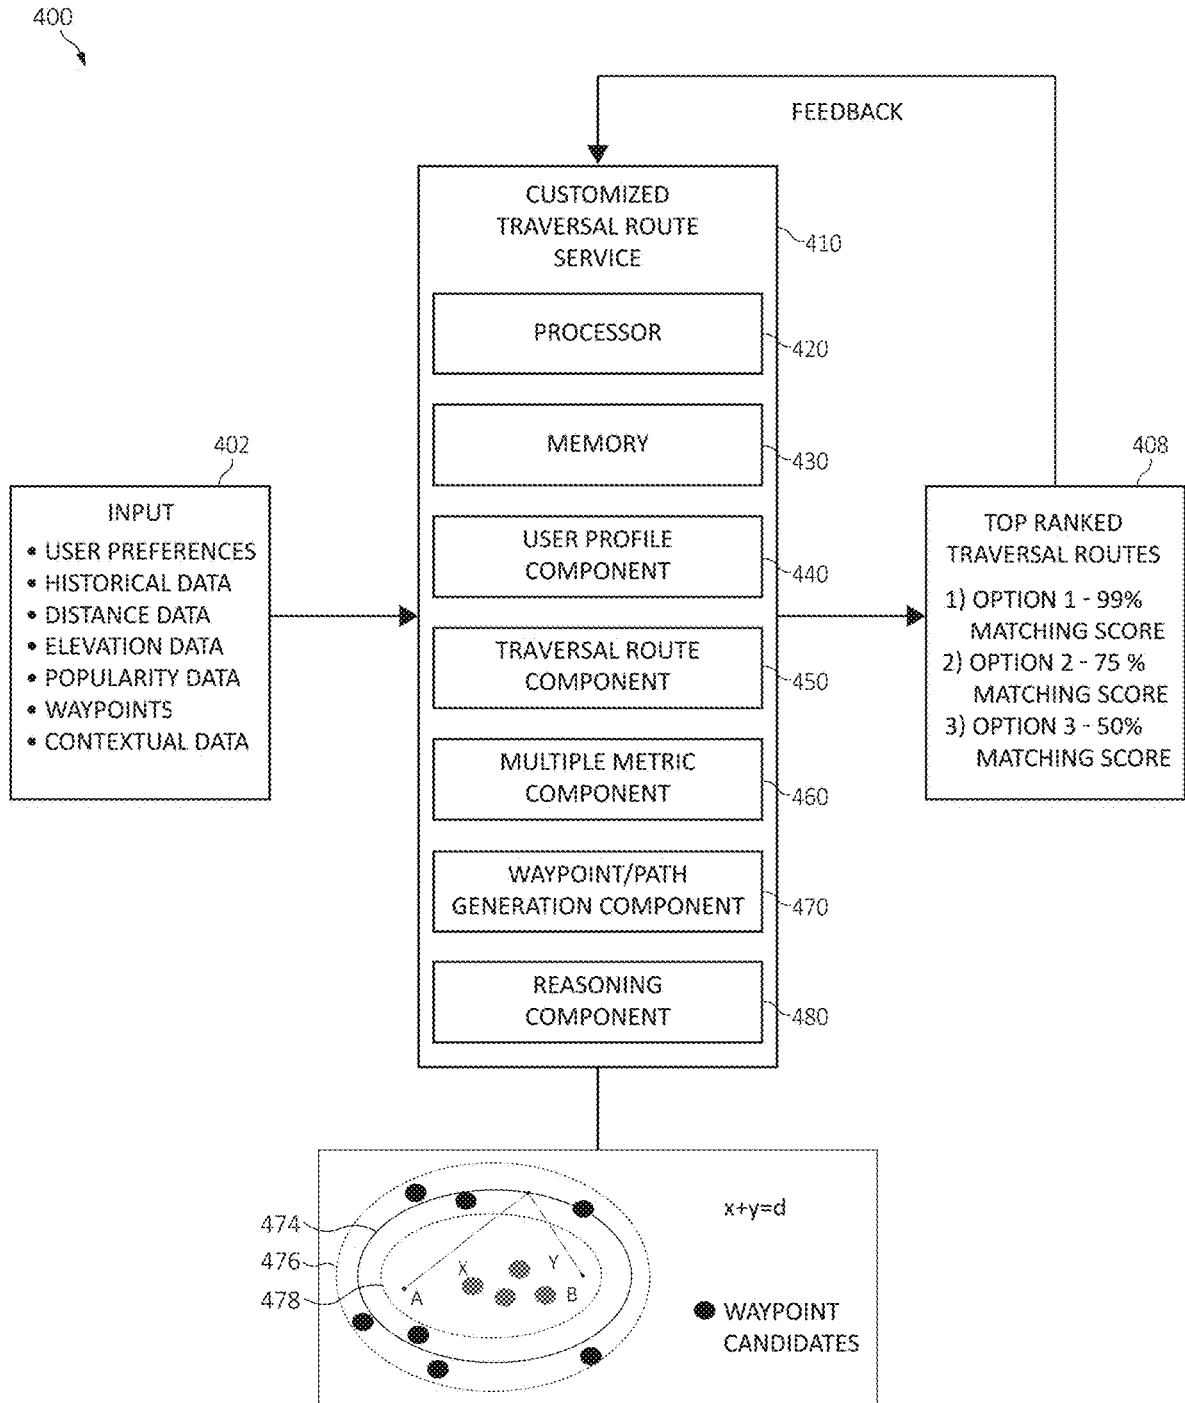 400
FEEDBACK
CUSTOMIZED
TRAVERSAL ROUTE
SERVICE
410
PROCESSOR
420
MEMORY
430
USER PROFILE
COMPONENT
440
TRAVERSAL ROUTE
COMPONENT
450
MULTIPLE METRIC
COMPONENT
460
WAYPOINT/PATH
GENERATION COMPONENT
470
REASONING
COMPONENT
480
402
INPUT
• USER PREFERENCES
• HISTORICAL DATA
• DISTANCE DATA
• ELEVATION DATA
• POPULARITY DATA
• WAYPOINTS
• CONTEXTUAL DATA
408
TOP RANKED
TRAVERSAL ROUTES
1) OPTION 1 - 99%
MATCHING SCORE
2) OPTION 2 - 75 %
MATCHING SCORE
3) OPTION 3 - 50%
MATCHING SCORE
474
476
478
X
Y
A
B
x+y=d
WAYPOINT
CANDIDATES